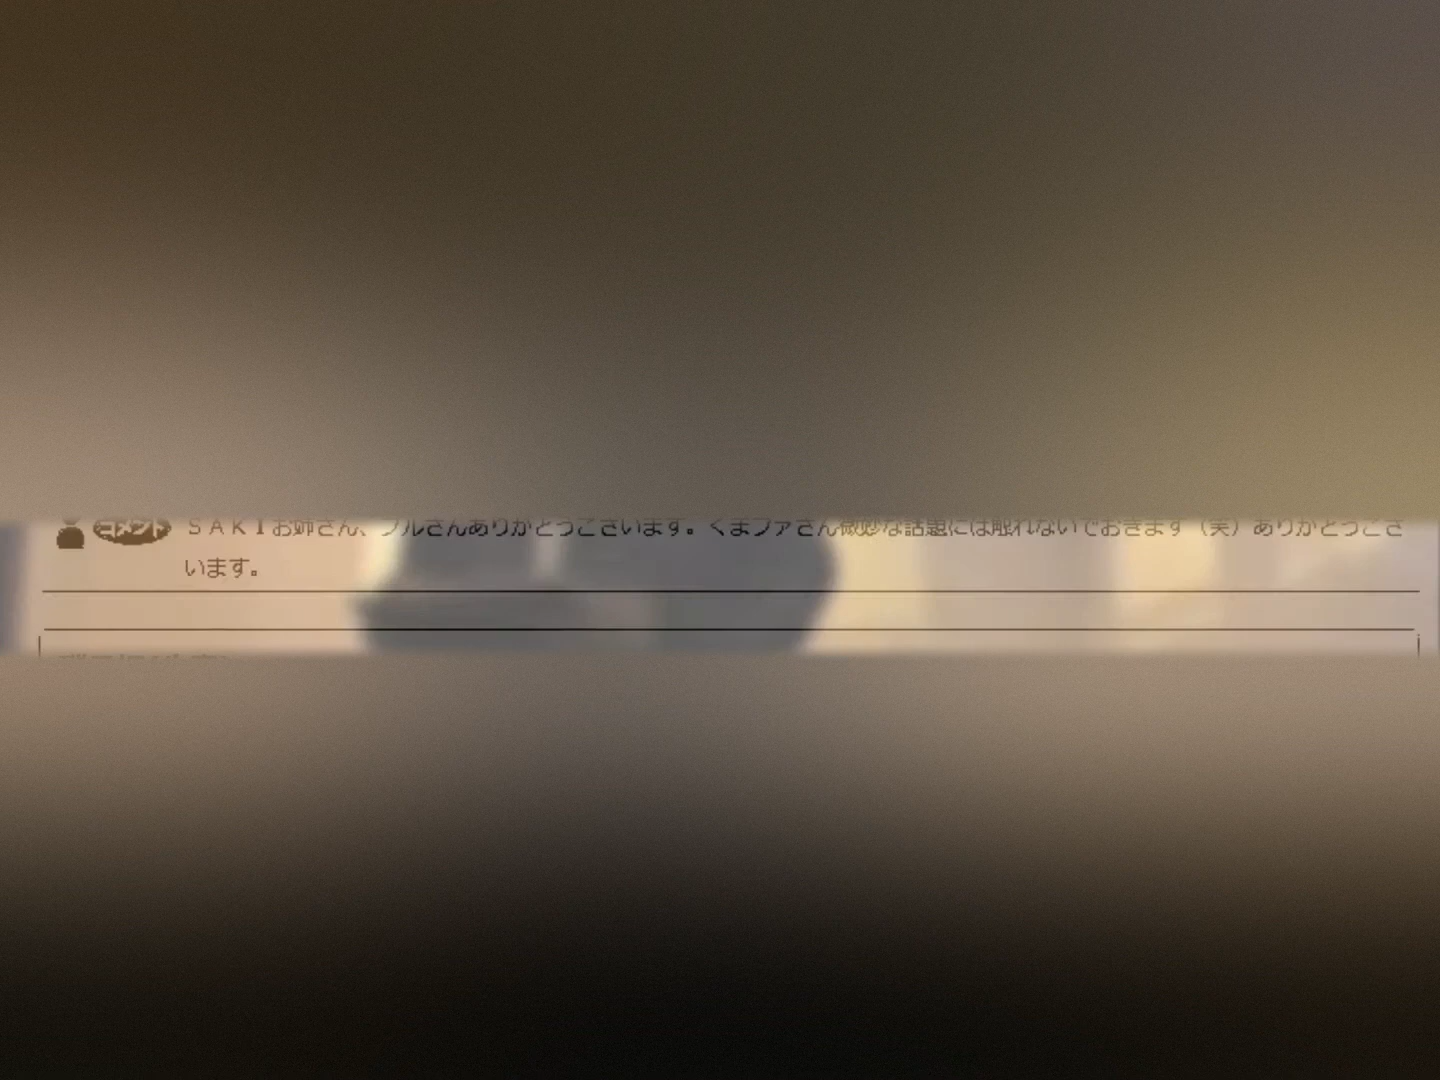 コメント ＳＡＫＩお姉さん、フルさんありがとうございます。くまファさん微妙な話題には触れないでおきます（笑）ありがとうござ
います。